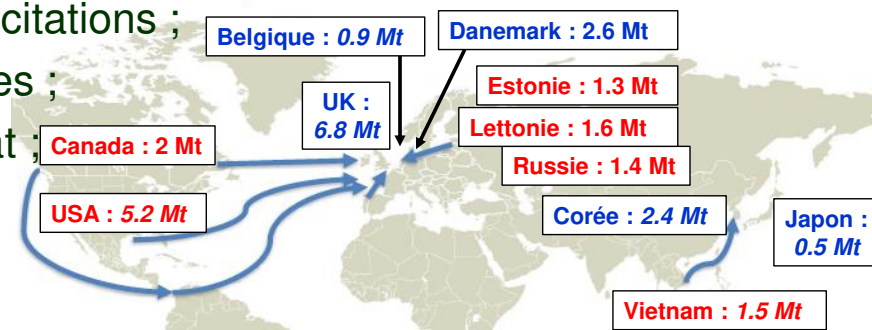 citations ;
es ;
at ;
Belgique : 0.9 Mt
Danemark : 2.6 Mt
UK :
6.8 Mt
Estonie : 1.3 Mt
Lettonie : 1.6 Mt
Russie : 1.4 Mt
Canada : 2 Mt
USA : 5.2 Mt
Corée : 2.4 Mt
Japon :
0.5 Mt
Vietnam : 1.5 Mt